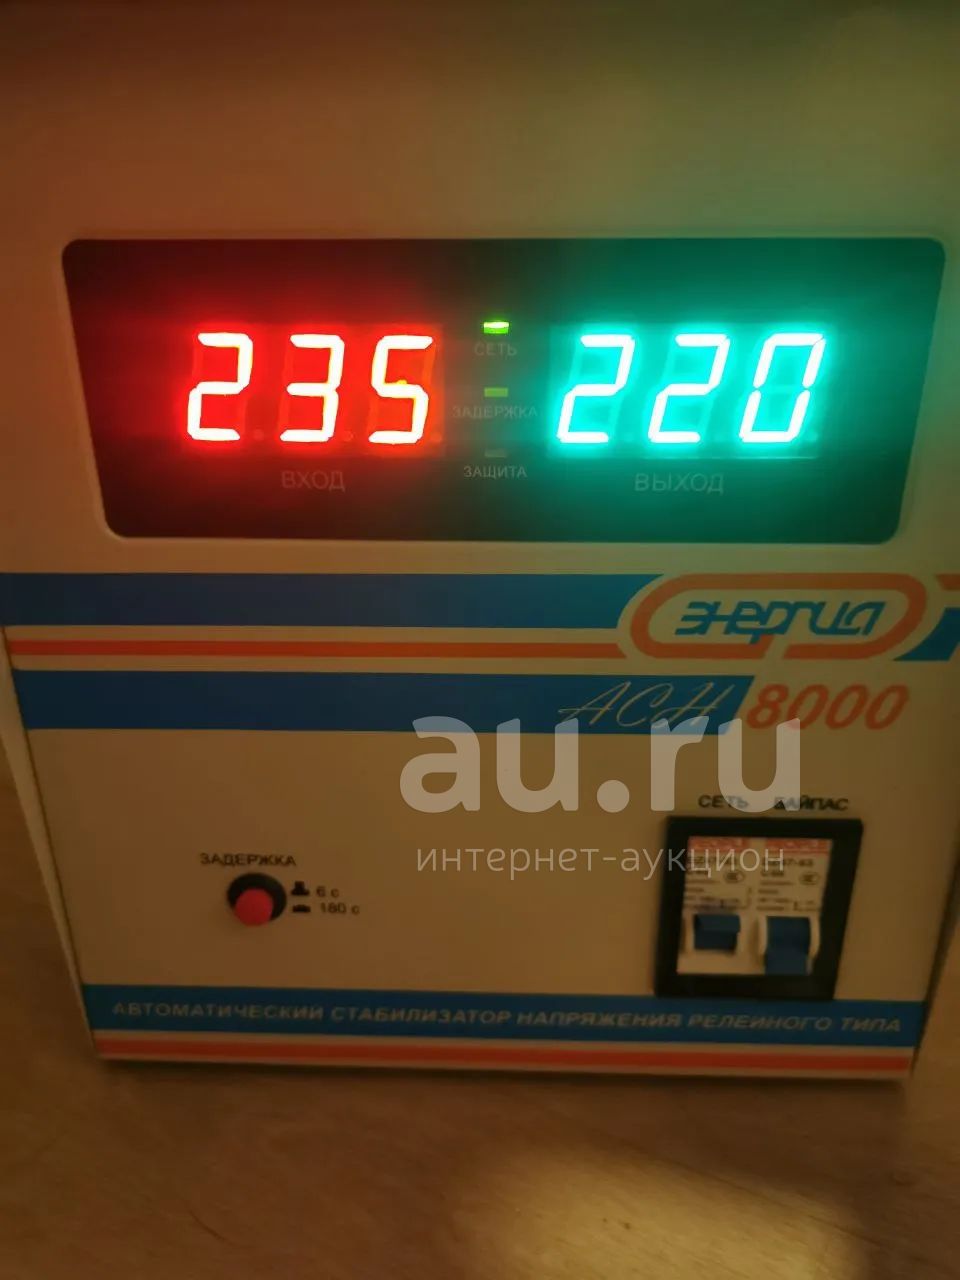 235
220
СЕТЬ
ЗАДЕРЖКА
ЗАЩИТА
ВХОД
ВЫХОД
энергия
АСН 8000
au.ru
интернет-аукцион
СЕТЬ БАЙПАС
ЗАДЕРЖКА
6 с
180 с
АВТОМАТИЧЕСКИЙ СТАБИЛИЗАТОР НАПРЯЖЕНИЯ РЕЛЕЙНОГО ТИПА